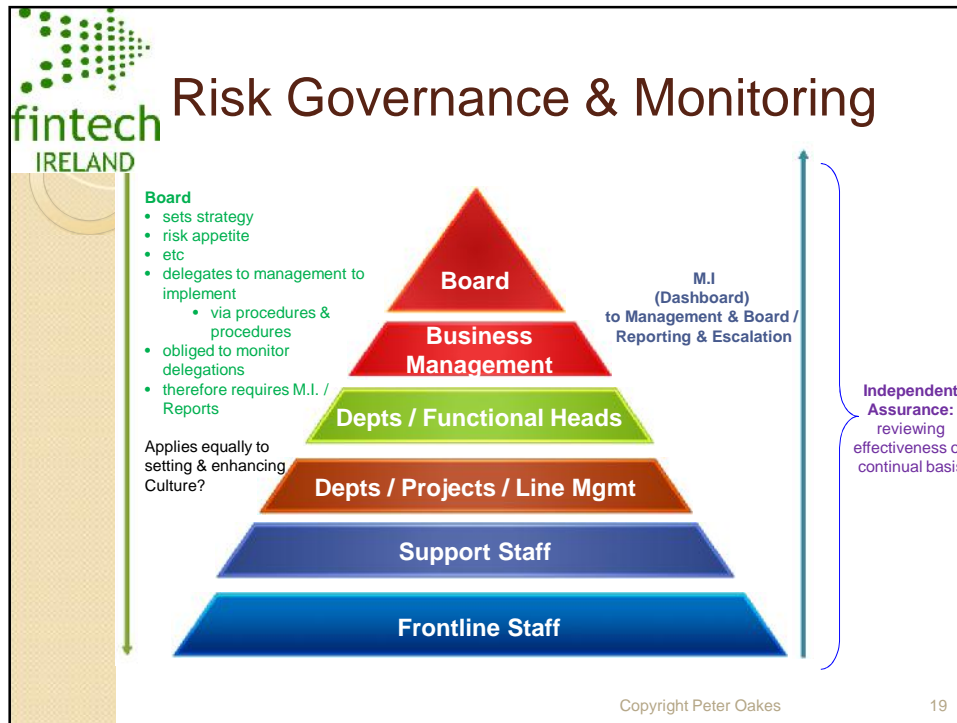 fintech
IRELAND
Risk Governance & Monitoring
Board
• sets strategy
• risk appetite
• etc
• delegates to management to
implement
• via procedures &
procedures
• obliged to monitor
delegations
• therefore requires M.I. /
Reports
Applies equally to
setting & enhancing
Culture?
Board
Business
Management
Depts / Functional Heads
Depts / Projects / Line Mgmt
Support Staff
Frontline Staff
M.I
(Dashboard)
to Management & Board /
Reporting & Escalation
Independent
Assurance:
reviewing
effectiveness o
continual basis
Copyright Peter Oakes
19